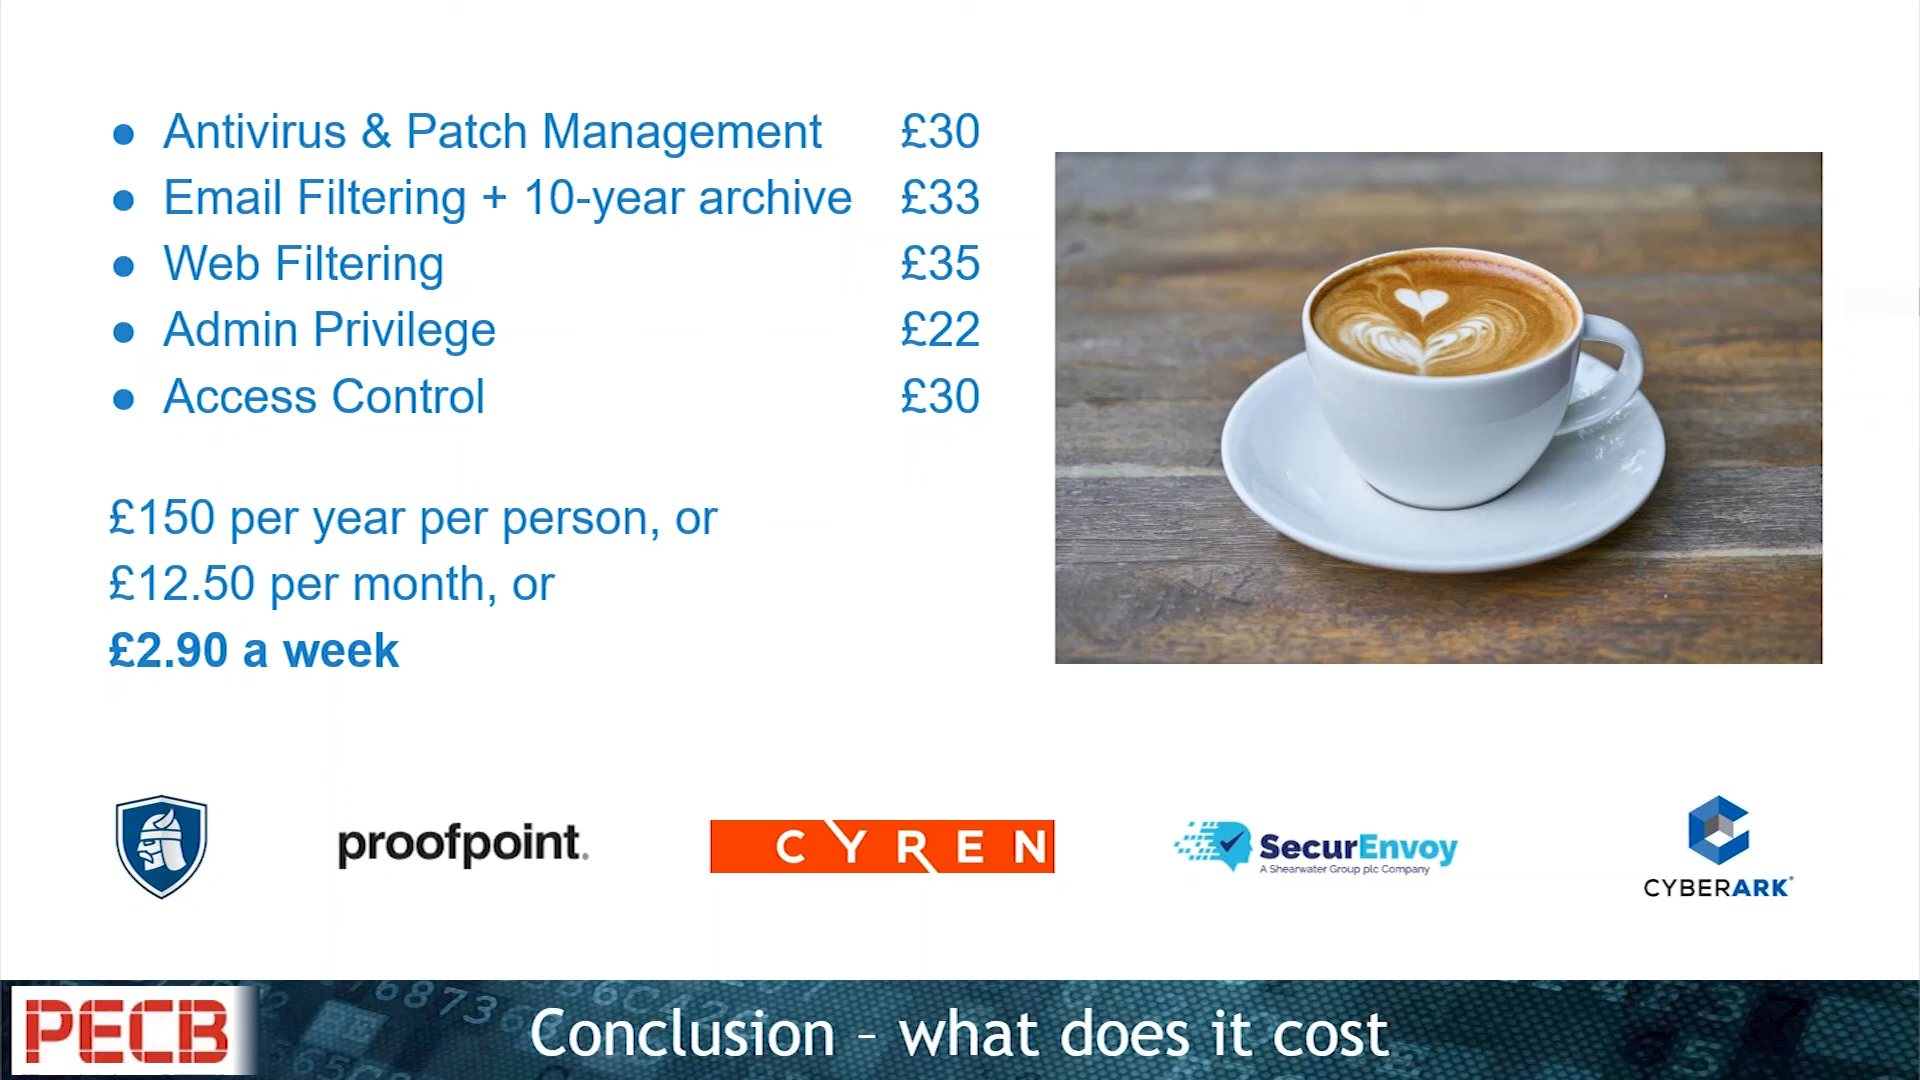 ● Antivirus & Patch Management £30
● Email Filtering + 10-year archive £33
● Web Filtering £35
● Admin Privilege £22
● Access Control £30
£150 per year per person, or
£12.50 per month, or
£2.90 a week
proofpoint.
CYREN
SecurEnvoy
A Shearwater Group plc Company
CYBERARK
PECB
Conclusion – what does it cost